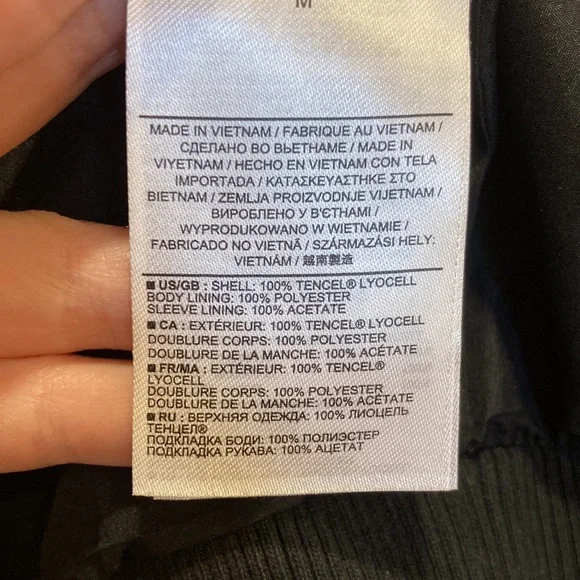 M
MADE IN VIETNAM / FABRIQUE AU VIETNAM /
СДЕЛАНО ВО ВЬЕТНАМЕ / MADE IN
VIYETNAM / HECHO EN VIETNAM CON TELA
IMPORTADA / ΚΑΤΑΣΚΕΥΑΣΤΗΚΕ ΣΤΟ
ΒΙΕΤΝΑΜ / ZEMLJA PROIZVODNJE VIJETNAM /
ВИРОБЛЕНО У В'ЄТНАМІ /
WYPRODUKOWANO W WIETNAMIE /
FABRICADO NO VIETNÃ / SZÁRMAZÁSI HELY:
VIETNÁM / 越南製造
■ US/GB : SHELL: 100% TENCEL® LYOCELL
BODY LINING: 100% POLYESTER
SLEEVE LINING: 100% ACETATE
■ CA : EXTÉRIEUR: 100% TENCEL® LYOCELL
DOUBLURE CORPS: 100% POLYESTER
DOUBLURE DE LA MANCHE: 100% ACÉTATE
■ FR/MA : EXTÉRIEUR: 100% TENCEL®
LYOCELL
DOUBLURE CORPS: 100% POLYESTER
DOUBLURE DE LA MANCHE: 100% ACÉTATE
■ RU : ВЕРХНЯЯ ОДЕЖДА: 100% ЛИОЦЕЛЬ
ТЕНЦЕЛ®
ПОДКЛАДКА БОДИ: 100% ПОЛИЭСТЕР
ПОДКЛАДКА РУКАВА: 100% АЦЕТАТ